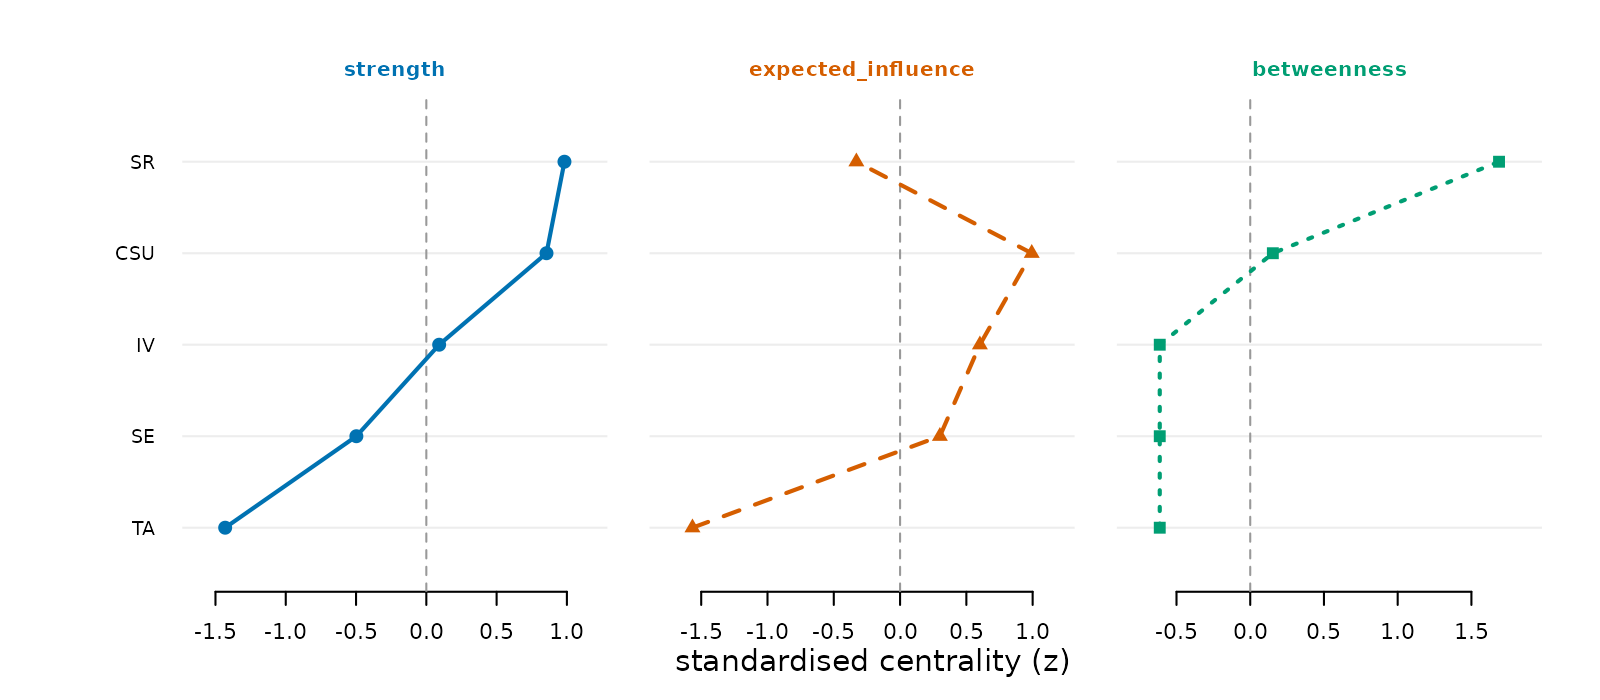 strength expected_influence betweenness
SR
CSU
IV
SE
TA
-1.5 -1.0 -0.5 0.0 0.5 1.0 -1.5 -1.0 -0.5 0.0 0.5 1.0 -0.5 0.0 0.5 1.0 1.5
standardised centrality (z)